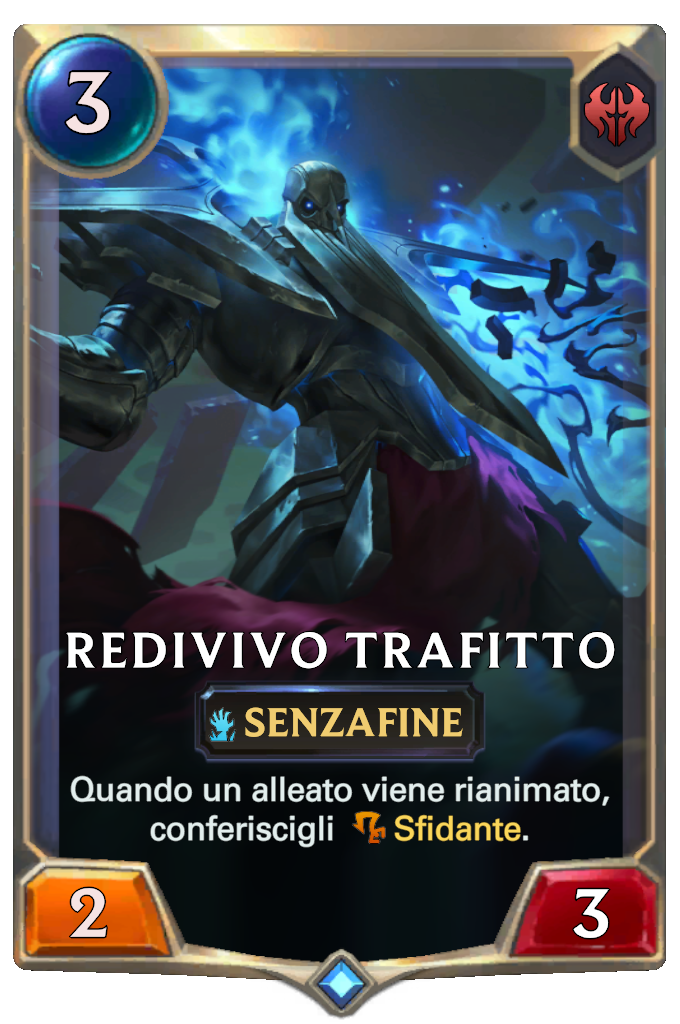 3
REDIVIVO TRAFITTO
SENZAFINE
Quando un alleato viene rianimato,
conferiscigli Sfidante.
2
3